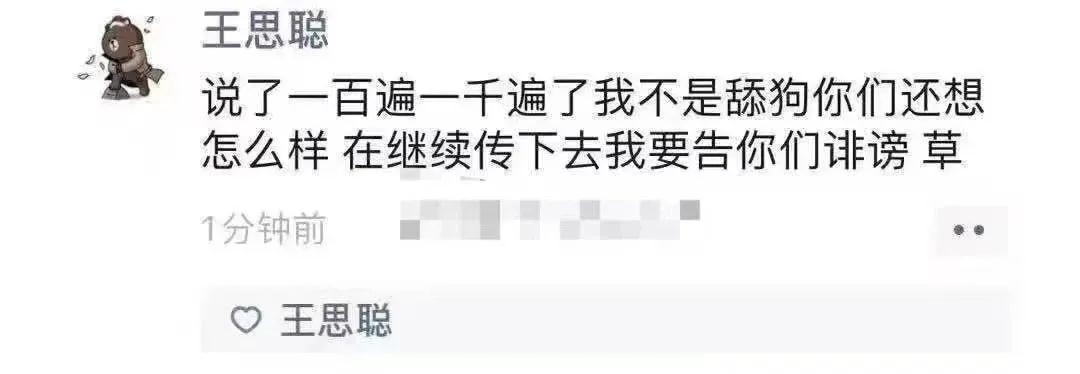 王思聪
说了一百遍一千遍了我不是舔狗你们还想
怎么样 在继续传下去我要告你们诽谤 草
1分钟前
王思聪